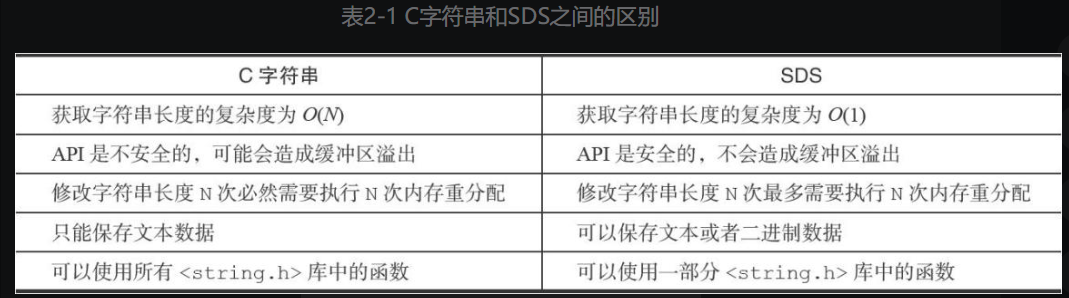 表2-1 C字符串和SDS之间的区别
C 字符串 SDS
获取字符串长度的复杂度为 O(N) 获取字符串长度的复杂度为 O(1)
API 是不安全的，可能会造成缓冲区溢出 API 是安全的，不会造成缓冲区溢出
修改字符串长度 N 次必然需要执行 N 次内存重分配 修改字符串长度 N 次最多需要执行 N 次内存重分配
只能保存文本数据 可以保存文本或者二进制数据
可以使用所有 <string.h> 库中的函数 可以使用一部分 <string.h> 库中的函数